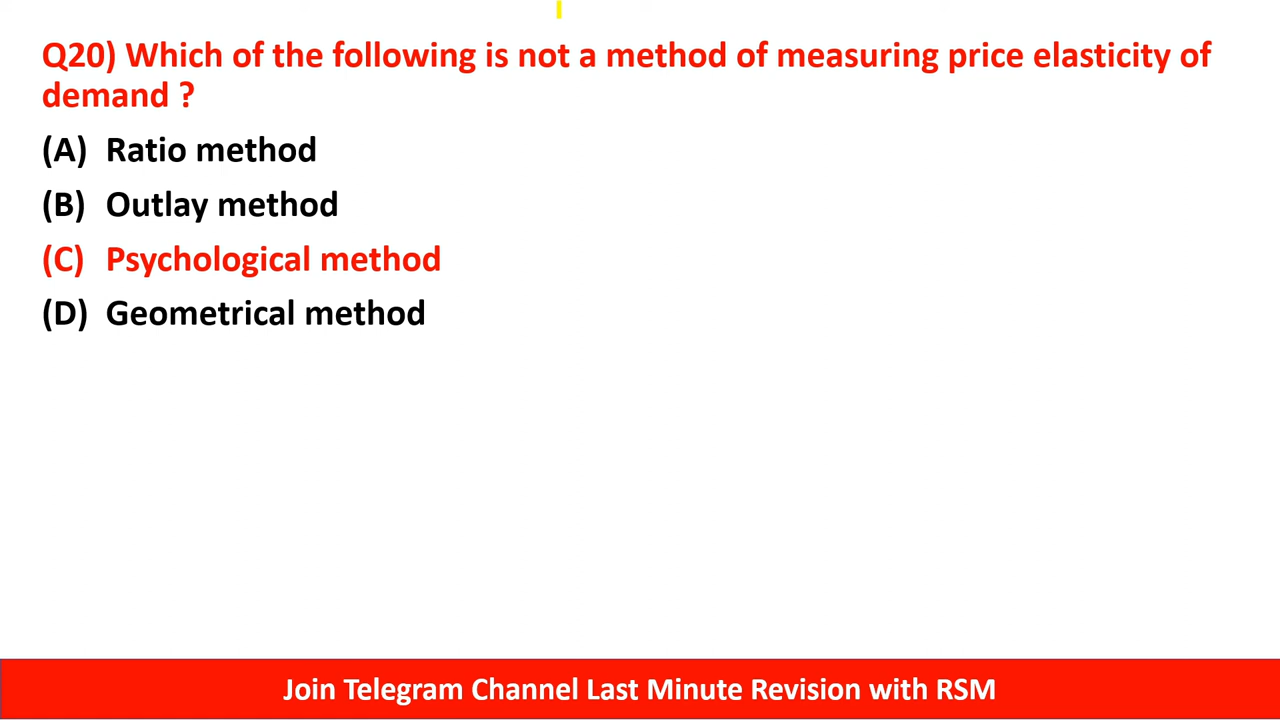 Q20) Which of the following is not a method of measuring price elasticity of
demand ?
(A) Ratio method
(B) Outlay method
(C) Psychological method
(D) Geometrical method
Join Telegram Channel Last Minute Revision with RSM